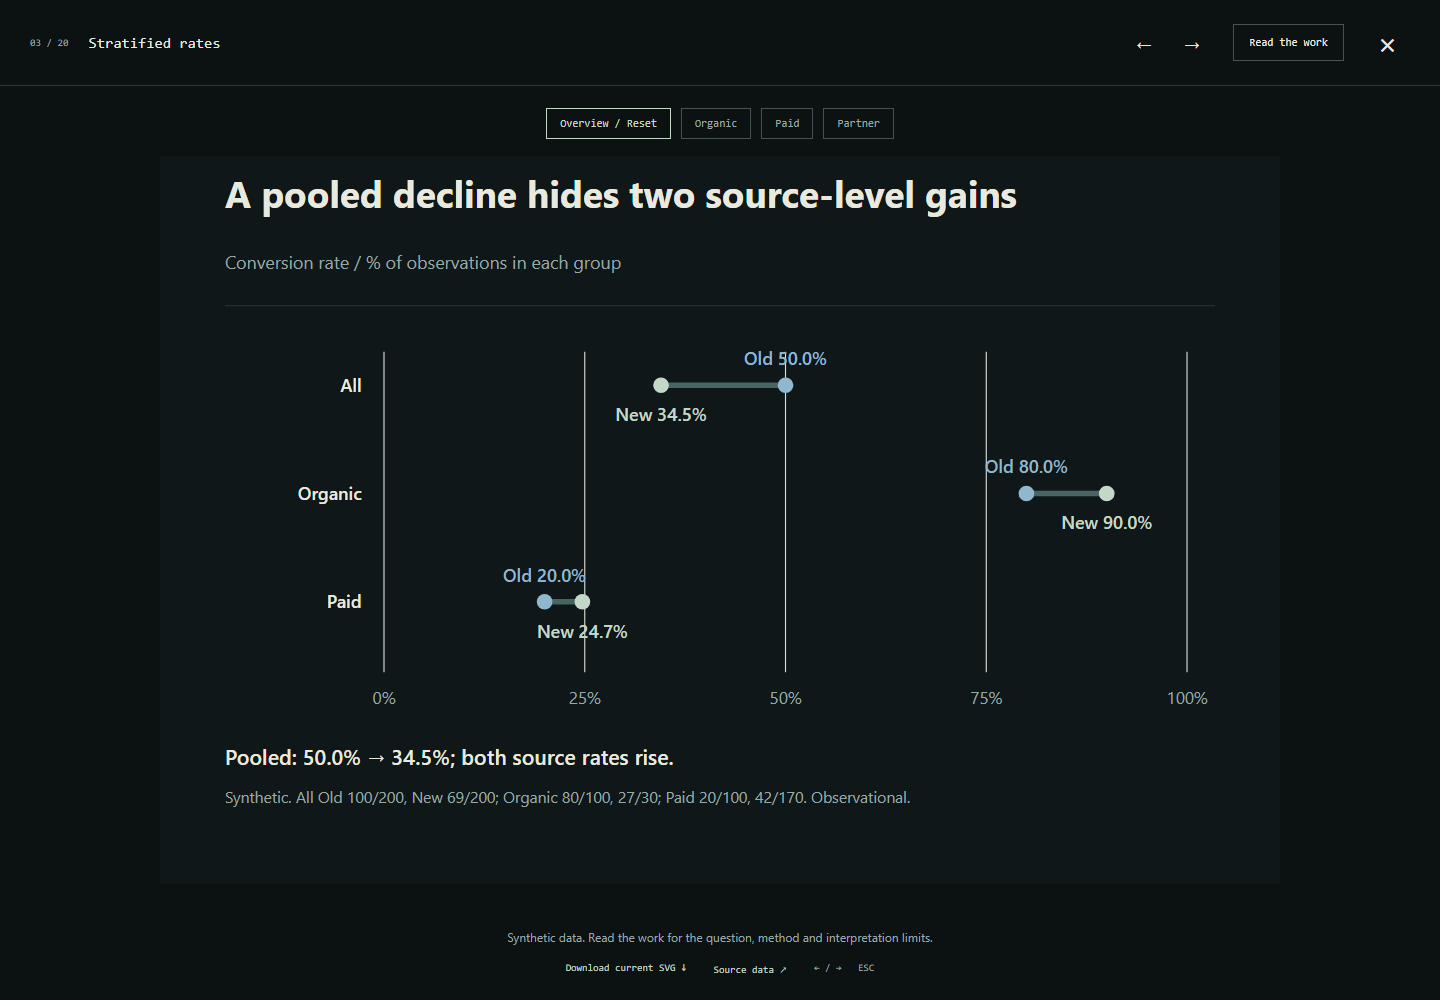 03 / 20 Stratified rates ← → Read the work ✕
Overview / Reset Organic Paid Partner
A pooled decline hides two source-level gains
Conversion rate / % of observations in each group
Old 50.0%
All
New 34.5%
Old 80.0%
Organic
New 90.0%
Old 20.0%
Paid
New 24.7%
0% 25% 50% 75% 100%
Pooled: 50.0% → 34.5%; both source rates rise.
Synthetic. All Old 100/200, New 69/200; Organic 80/100, 27/30; Paid 20/100, 42/170. Observational.
Synthetic data. Read the work for the question, method and interpretation limits.
Download current SVG ↓ Source data ↗ ← / → ESC